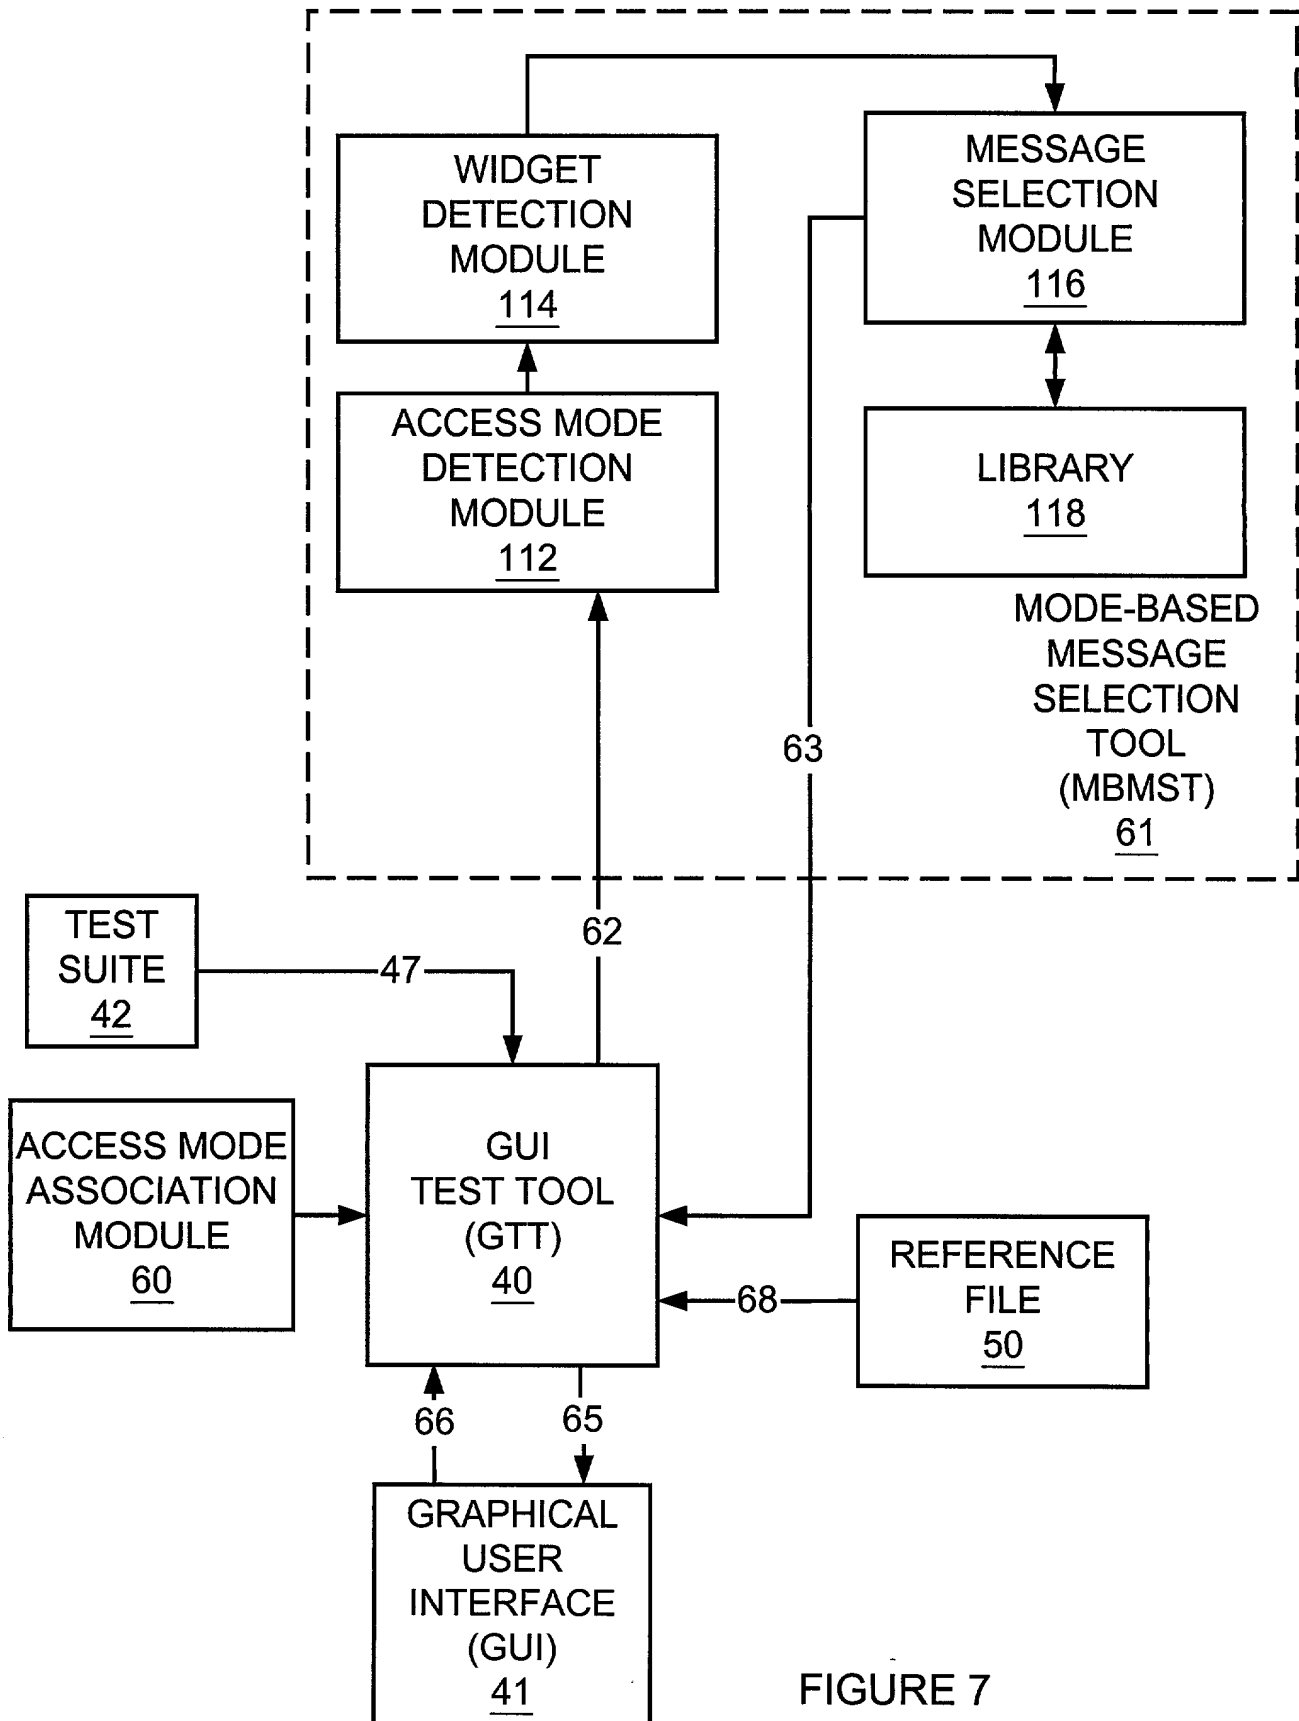 WIDGET
DETECTION
MODULE
114
MESSAGE
SELECTION
MODULE
116
ACCESS MODE
DETECTION
MODULE
112
LIBRARY
118
MODE-BASED
MESSAGE
SELECTION
TOOL
(MBMST)
61
63
62
TEST
SUITE
42
47
ACCESS MODE
ASSOCIATION
MODULE
60
GUI
TEST TOOL
(GTT)
40
REFERENCE
FILE
50
68
66
65
GRAPHICAL
USER
INTERFACE
(GUI)
41
FIGURE 7